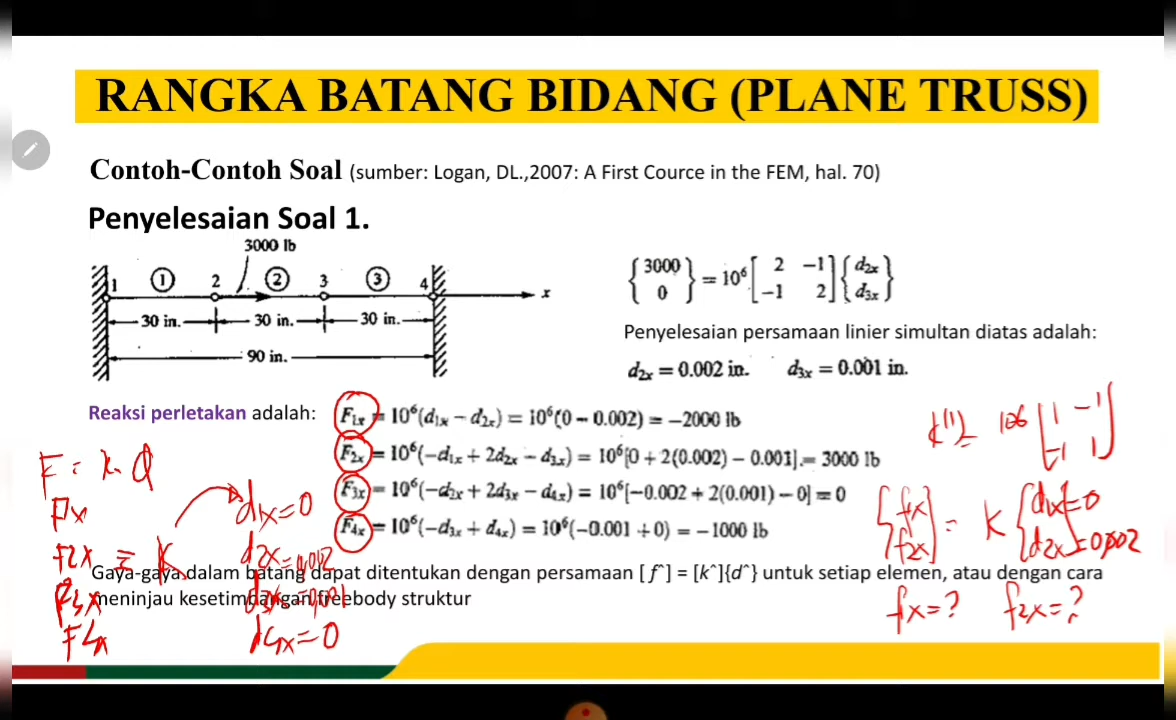 RANGKA BATANG BIDANG (PLANE TRUSS)
Contoh-Contoh Soal (sumber: Logan, DL.,2007: A First Cource in the FEM, hal. 70)
Penyelesaian Soal 1.
3000 lb
1 ① 2 ② 3 ③ 4 x
30 in. 30 in. 30 in.
90 in.
{3000 0} = 10⁶ [2 −1 −1 2] {d2x d3x}
Penyelesaian persamaan linier simultan diatas adalah:
d2x = 0.002 in. d3x = 0.001 in.
Reaksi perletakan adalah:
F1x = 10⁶(d1x − d2x) = 10⁶(0 − 0.002) = −2000 lb
F2x = 10⁶(−d1x + 2d2x − d3x) = 10⁶[0 + 2(0.002) − 0.001] = 3000 lb
F3x = 10⁶(−d2x + 2d3x − d4x) = 10⁶[−0.002 + 2(0.001) − 0] = 0
F4x = 10⁶(−d3x + d4x) = 10⁶(−0.001 + 0) = −1000 lb
Gaya-gaya dalam batang dapat ditentukan dengan persamaan [f^] = [k^]{d^} untuk setiap elemen, atau dengan cara
meninjau kesetimbangan freebody struktur
F = k. d
F2x = K
F4x
d1x=0
d2x=0,002
d3x=0,001
d4x=0
k(1) = 106 [1 −1 −1 1]
{fx f2x} = K {d1x=0 d2x=0,002
fx=? f2x=?